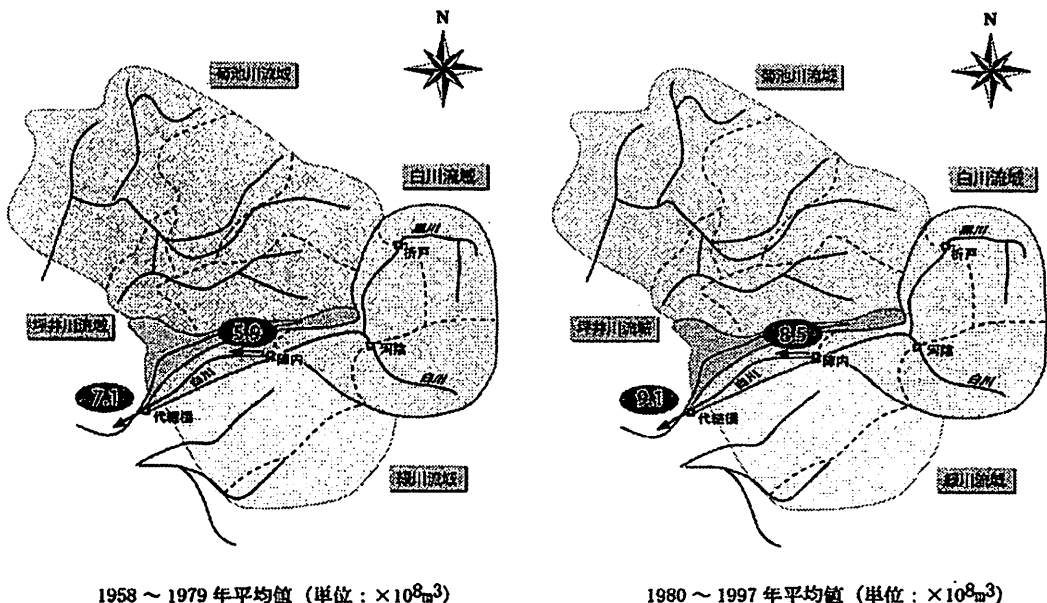 N
菊池川流域
白川流域
黒川
折戸
坪井川流域
5.9
陣内
河陰
白川
白川
7.1
代継橋
緑川流域
1958 ～ 1979 年平均値 (単位 : ×10⁸m³)
N
菊池川流域
白川流域
黒川
折戸
坪井川流域
8.5
陣内
河陰
白川
白川
9.1
代継橋
緑川流域
1980 ～ 1997 年平均値 (単位 : ×10⁸m³)